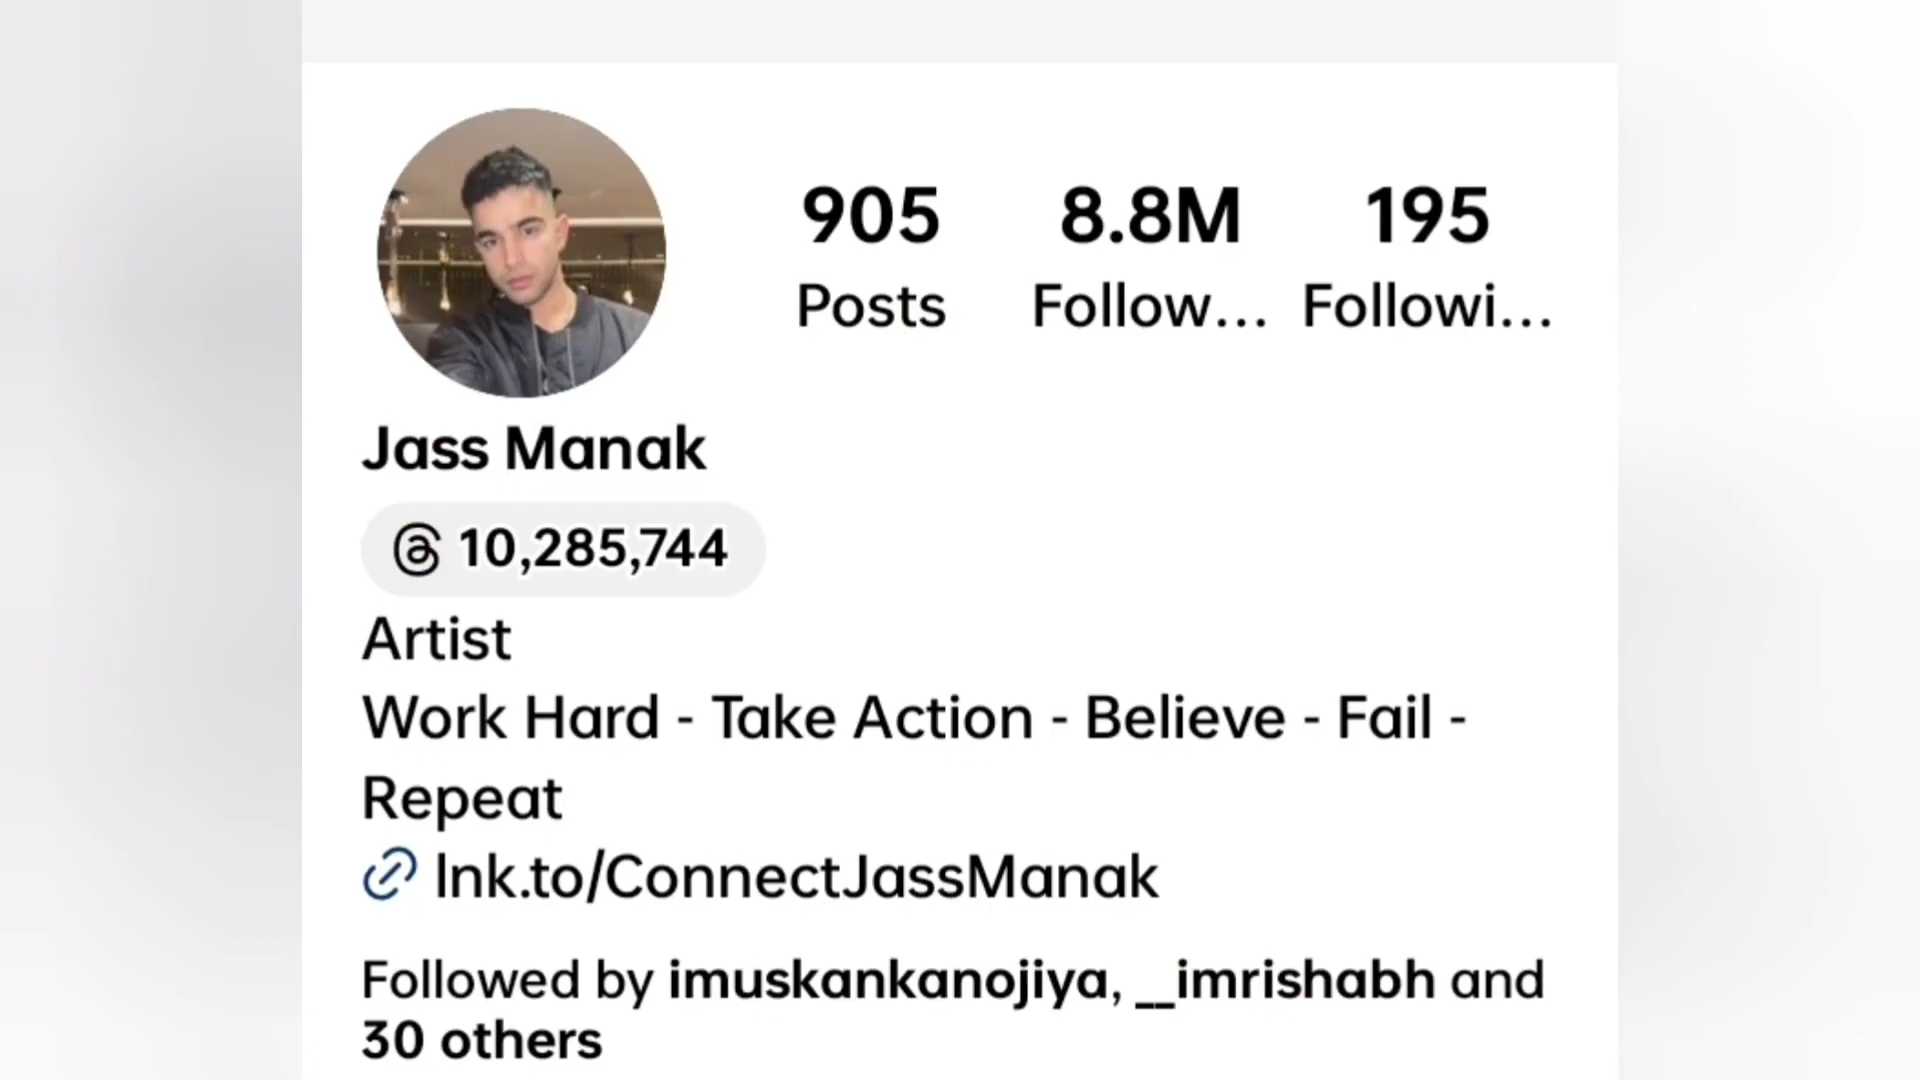 905 8.8M 195
Posts Follow... Followi...
Jass Manak
10,285,744
Artist
Work Hard - Take Action - Believe - Fail -
Repeat
lnk.to/ConnectJassManak
Followed by imuskankanojiya, __imrishabh and
30 others